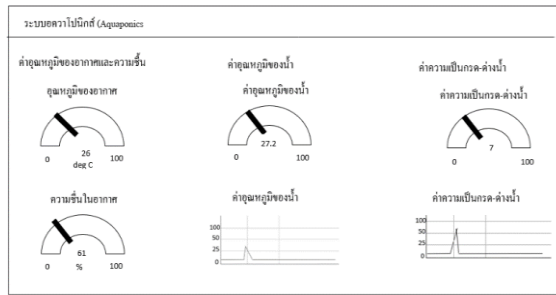 ระบบอควาโปนิกส์ (Aquaponics
ค่าอุณหภูมิของอากาศและความชื้น
อุณหภูมิของอากาศ
26
0 100
deg C
ความชื้นในอากาศ
61
0 % 100
ค่าอุณหภูมิของน้ำ
ค่าอุณหภูมิของน้ำ
27.2
0 100
ค่าอุณหภูมิของน้ำ
100
50
25
0
ค่าความเป็นกรด-ด่างน้ำ
ค่าความเป็นกรด-ด่างน้ำ
7
0 100
ค่าความเป็นกรด-ด่างน้ำ
100
50
25
0